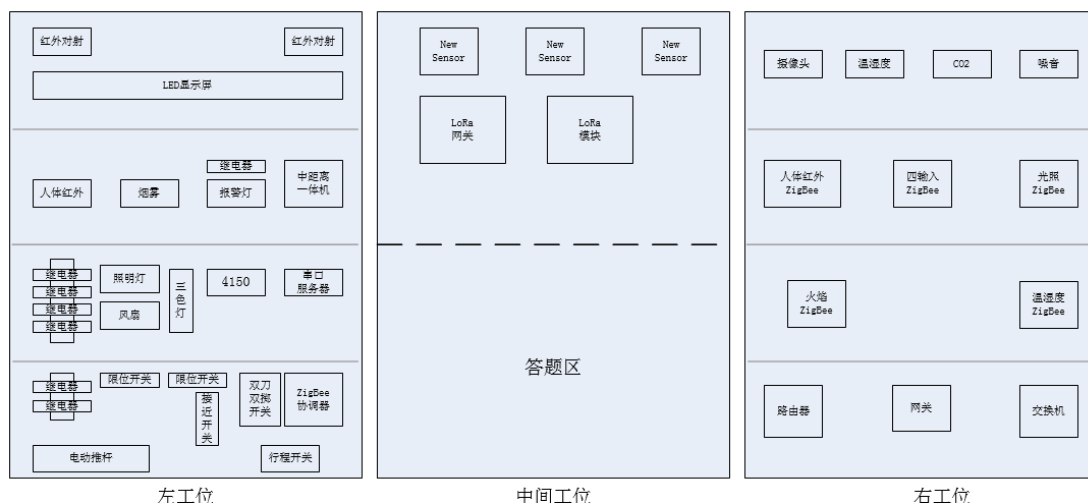 红外对射
红外对射
LED显示屏
继电器
人体红外
烟雾
报警灯
中距离
一体机
继电器
继电器
继电器
继电器
照明灯
风扇
三
色
灯
4150
串口
服务器
继电器
继电器
限位开关
限位开关
接
近
开
关
双刀
双掷
开关
ZigBee
协调器
电动推杆
行程开关
左工位
New
Sensor
New
Sensor
New
Sensor
LoRa
网关
LoRa
模块
答题区
中间工位
摄像头
温湿度
CO2
噪音
人体红外
ZigBee
四输入
ZigBee
光照
ZigBee
火焰
ZigBee
温湿度
ZigBee
路由器
网关
交换机
右工位